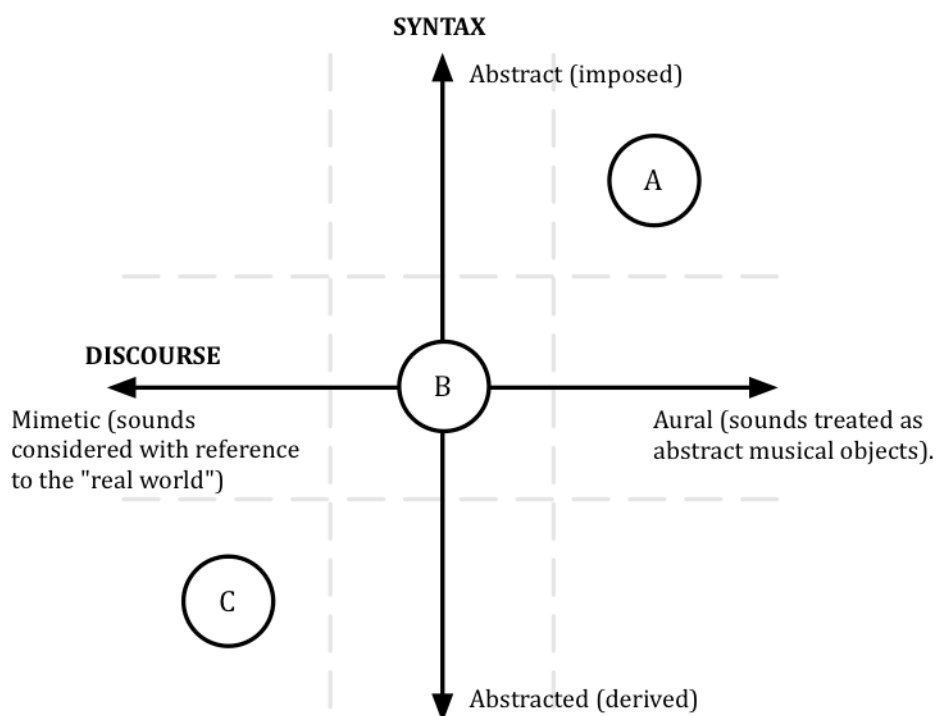 SYNTAX
Abstract (imposed)
A
DISCOURSE
B
Mimetic (sounds
considered with reference
to the "real world")
Aural (sounds treated as
abstract musical objects).
C
Abstracted (derived)